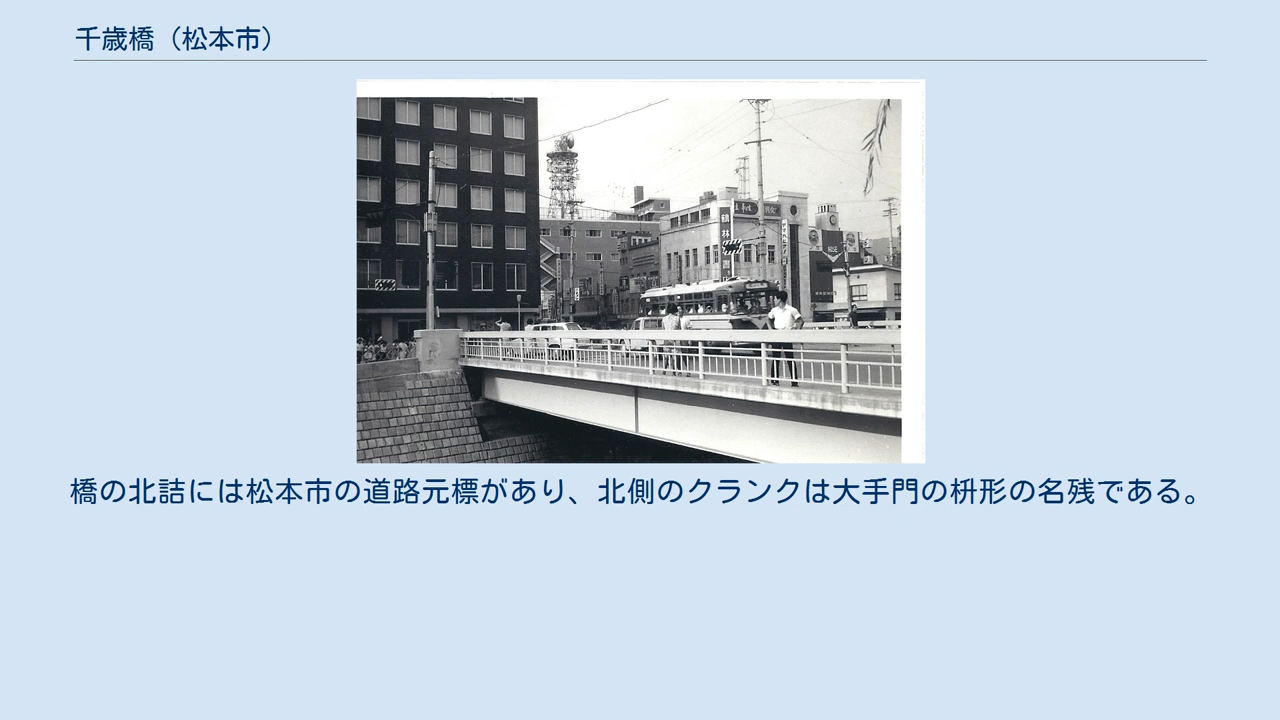 千歳橋（松本市）
鶴林
橋の北詰には松本市の道路元標があり、北側のクランクは大手門の枡形の名残である。